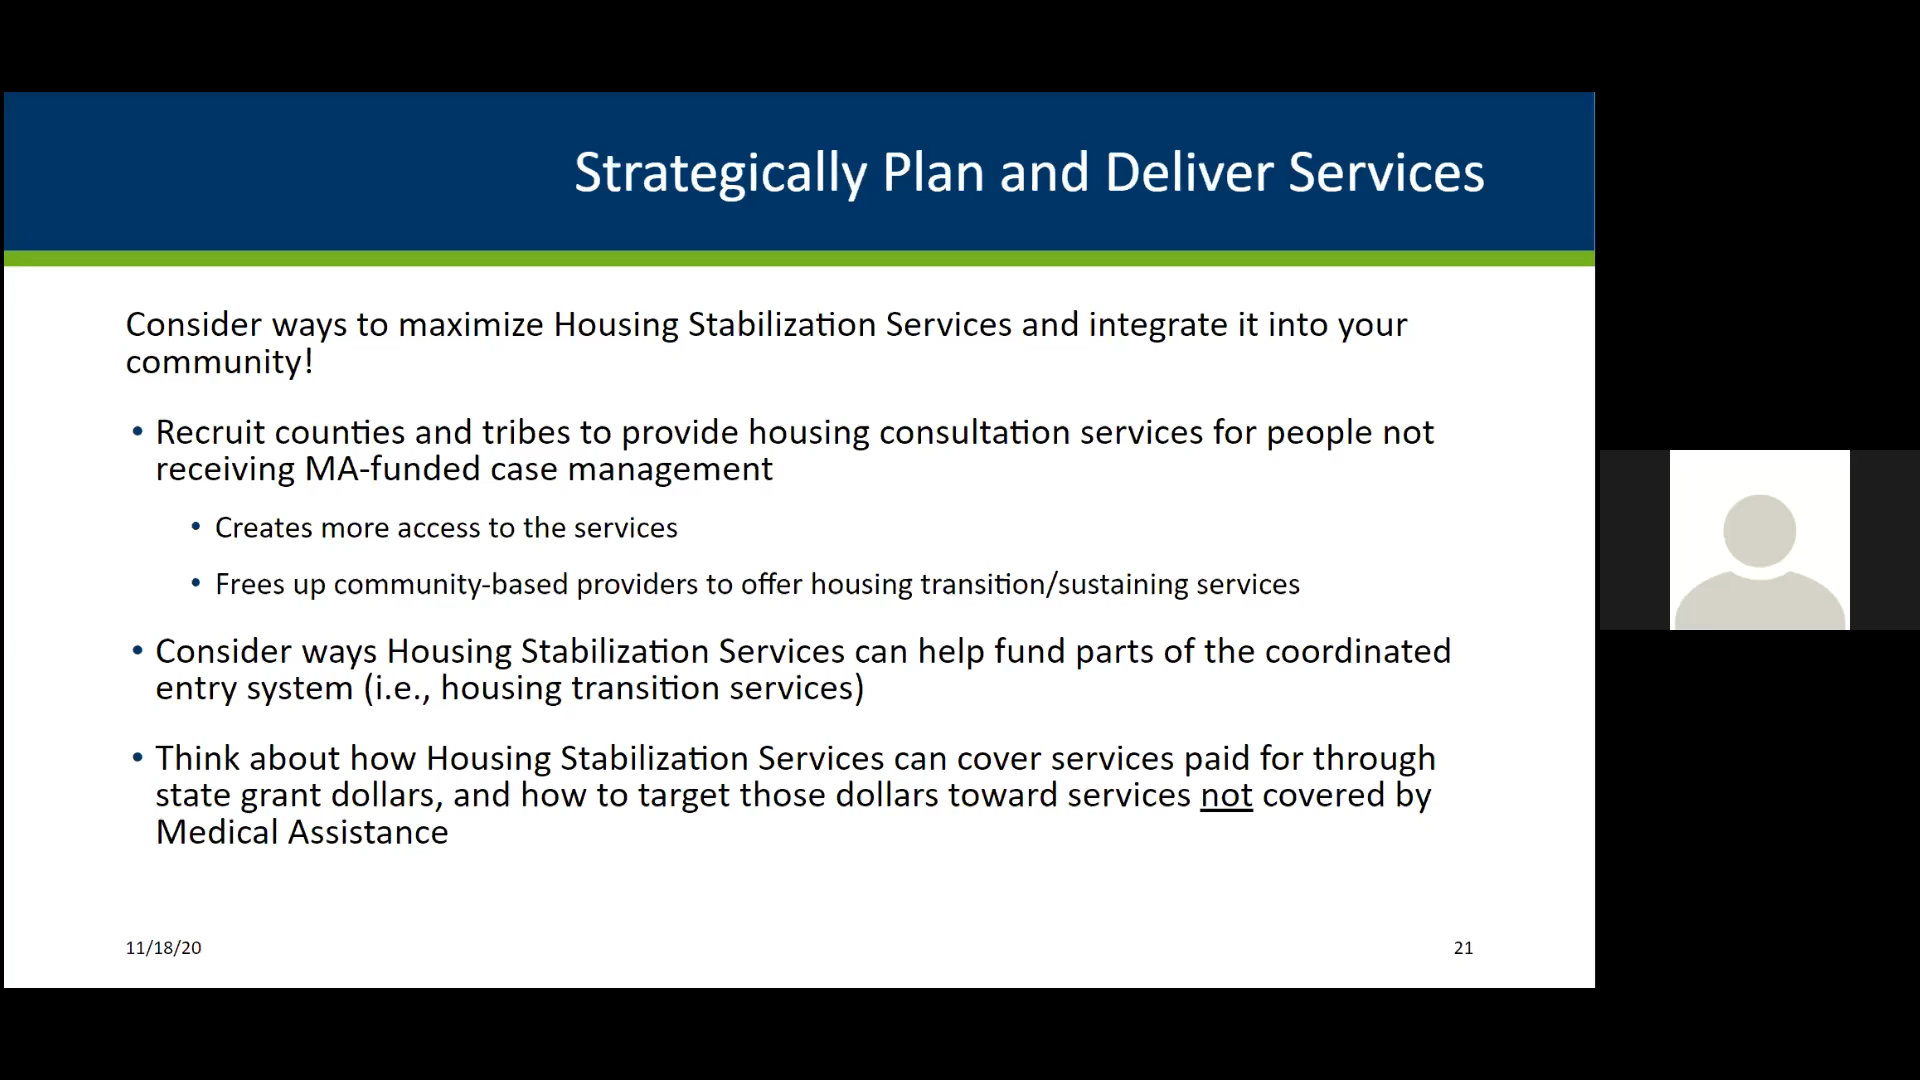 Strategically Plan and Deliver Services
Consider ways to maximize Housing Stabilization Services and integrate it into your
community!
• Recruit counties and tribes to provide housing consultation services for people not
receiving MA-funded case management
• Creates more access to the services
• Frees up community-based providers to offer housing transition/sustaining services
• Consider ways Housing Stabilization Services can help fund parts of the coordinated
entry system (i.e., housing transition services)
• Think about how Housing Stabilization Services can cover services paid for through
state grant dollars, and how to target those dollars toward services not covered by
Medical Assistance
11/18/20
21